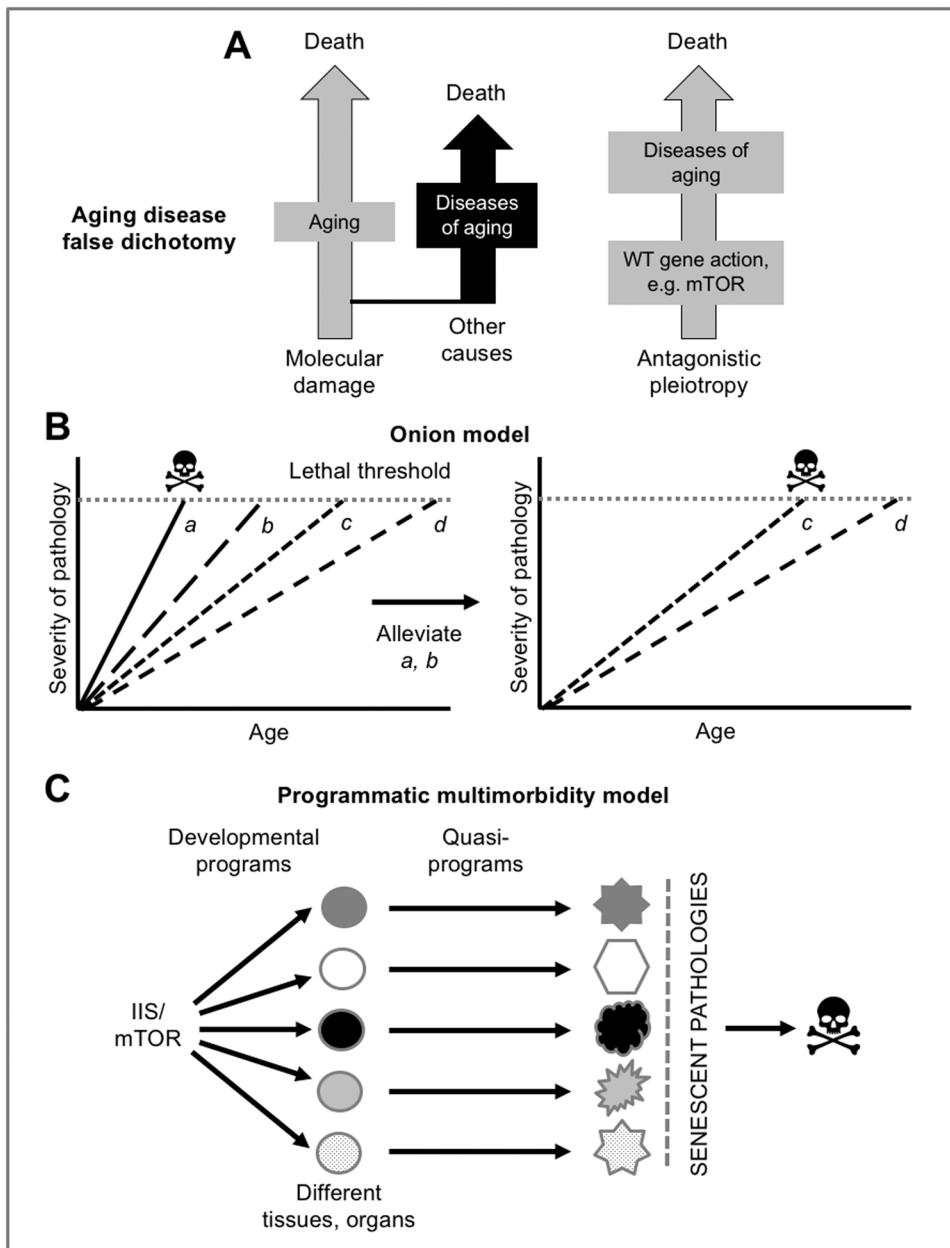 A
Death
Death
Death
Aging disease
false dichotomy
Aging
Diseases
of aging
Diseases of
aging
WT gene action,
e.g. mTOR
Molecular
damage
Other
causes
Antagonistic
pleiotropy
B
Onion model
Severity of pathology
Lethal threshold
a
b
c
d
Age
Alleviate
a, b
Severity of pathology
c
d
Age
C
Programmatic multimorbidity model
Developmental
programs
Quasi-
programs
IIS/
mTOR
Different
tissues, organs
SENESCENT PATHOLOGIES